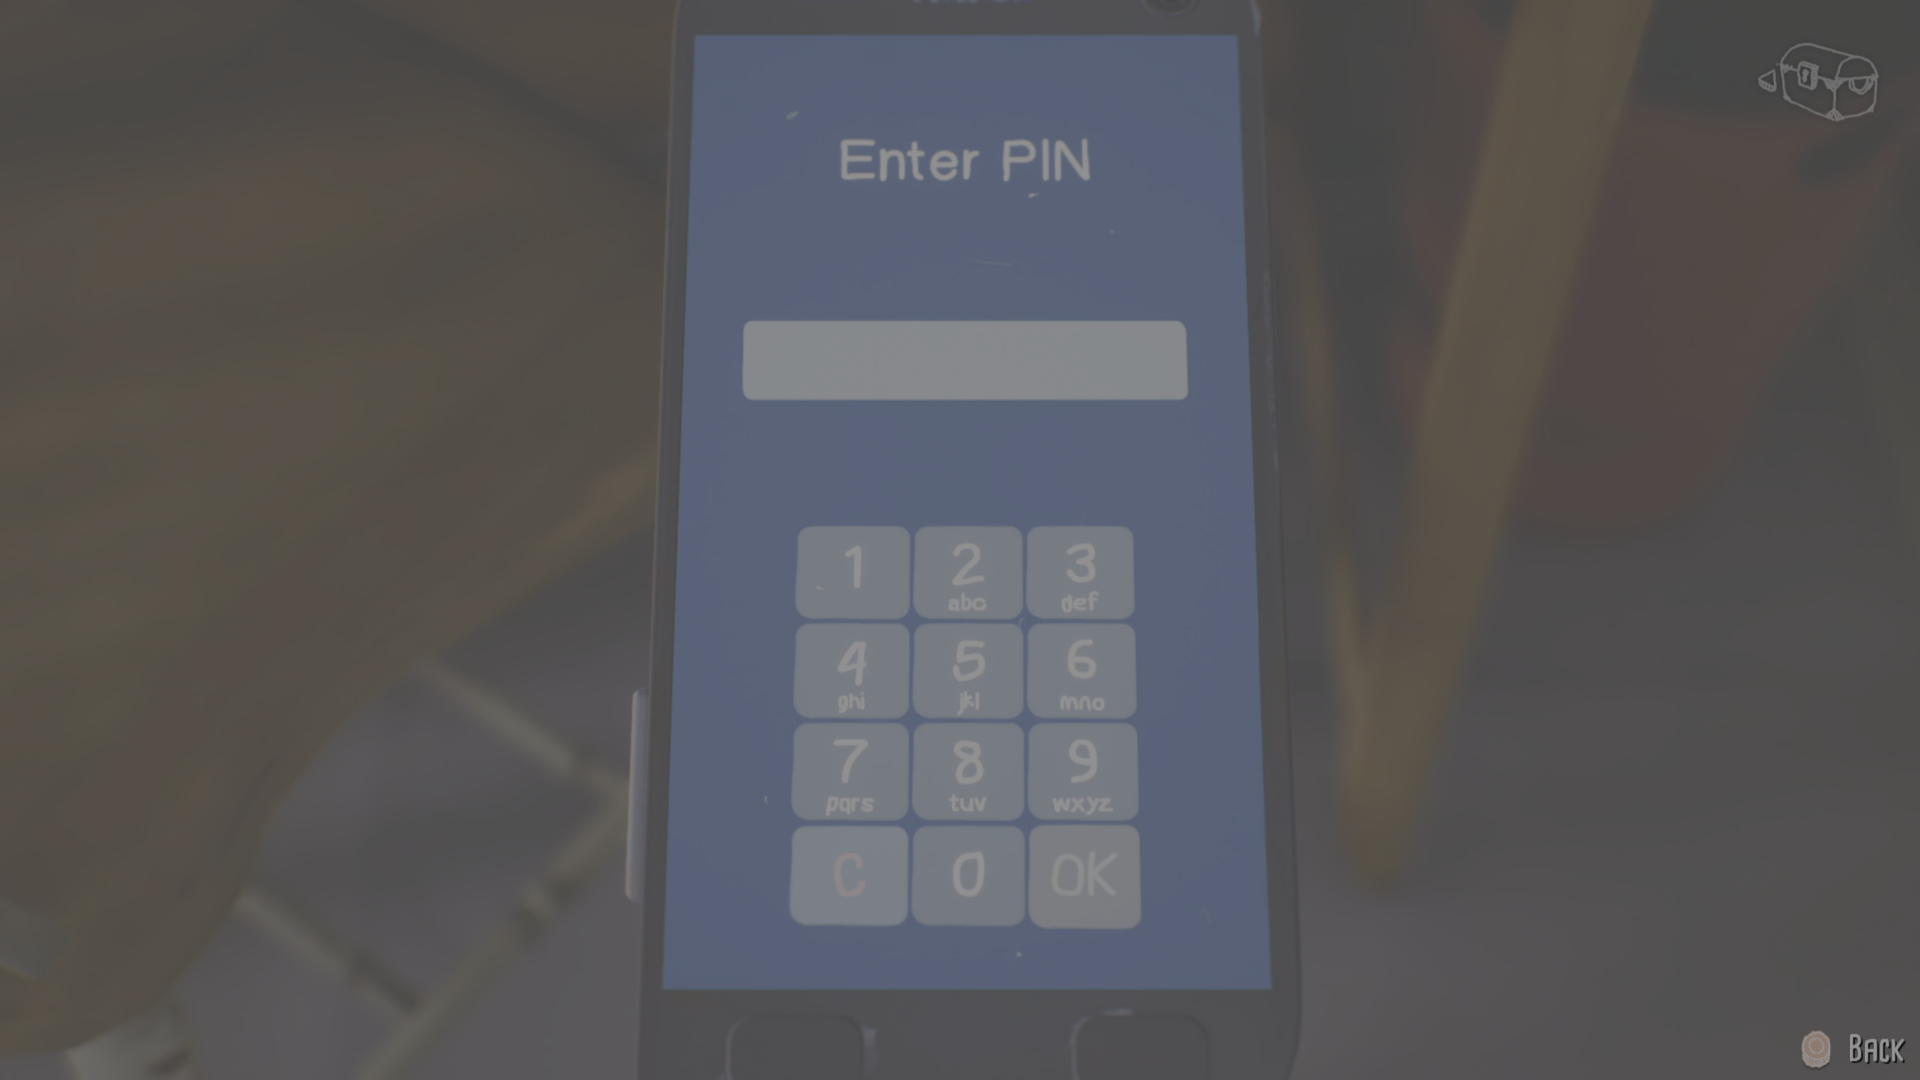 Enter PIN
1 2 3
abc def
4 5 6
ghi jkl mno
7 8 9
pqrs tuv wxyz
C 0 OK
BACK